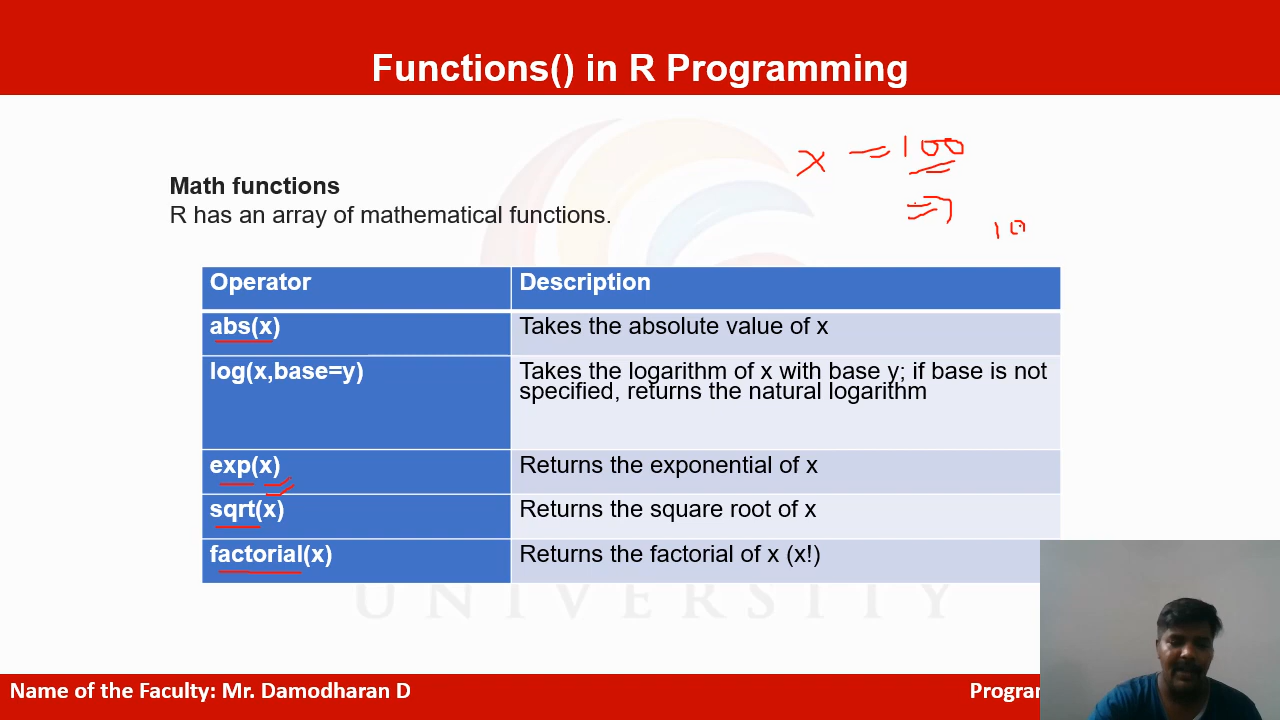 Functions() in R Programming
x = 100
Math functions
R has an array of mathematical functions.
10
Operator Description
abs(x) Takes the absolute value of x
log(x,base=y) Takes the logarithm of x with base y; if base is not
specified, returns the natural logarithm
exp(x) Returns the exponential of x
sqrt(x) Returns the square root of x
factorial(x) Returns the factorial of x (x!)
UNIVERSITY
Name of the Faculty: Mr. Damodharan D